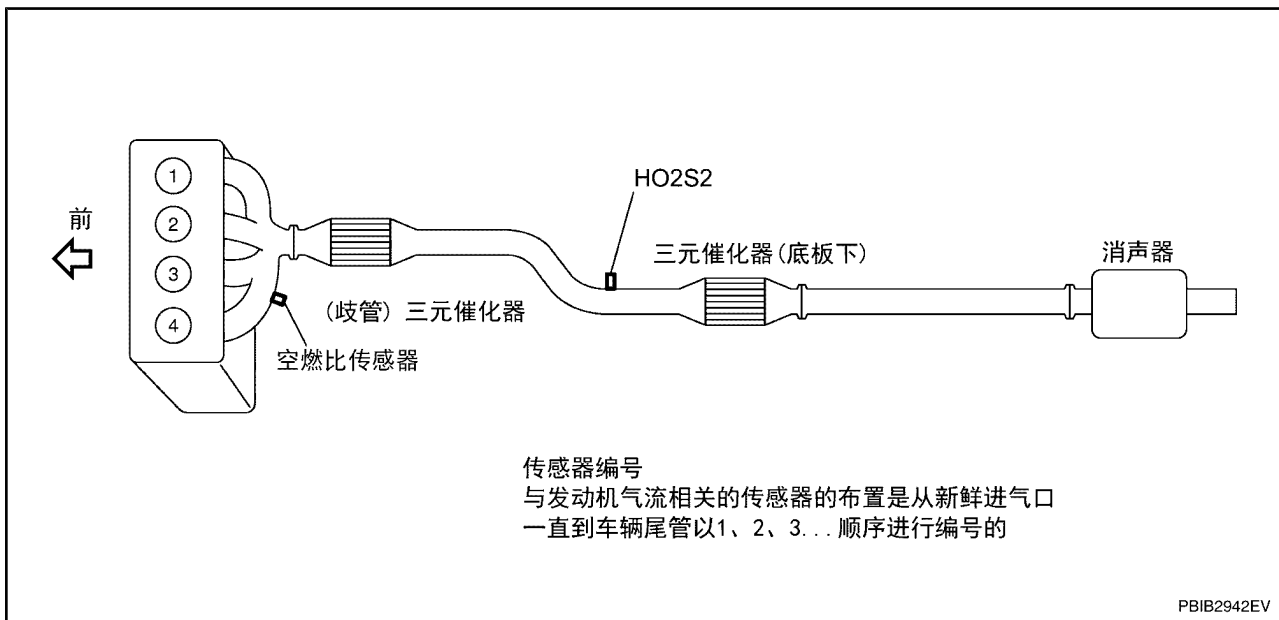 前
1
2
3
4
HO2S2
三元催化器(底板下)
消声器
(歧管) 三元催化器
空燃比传感器
传感器编号
与发动机气流相关的传感器的布置是从新鲜进气口
一直到车辆尾管以1、2、3...顺序进行编号的
PBIB2942EV